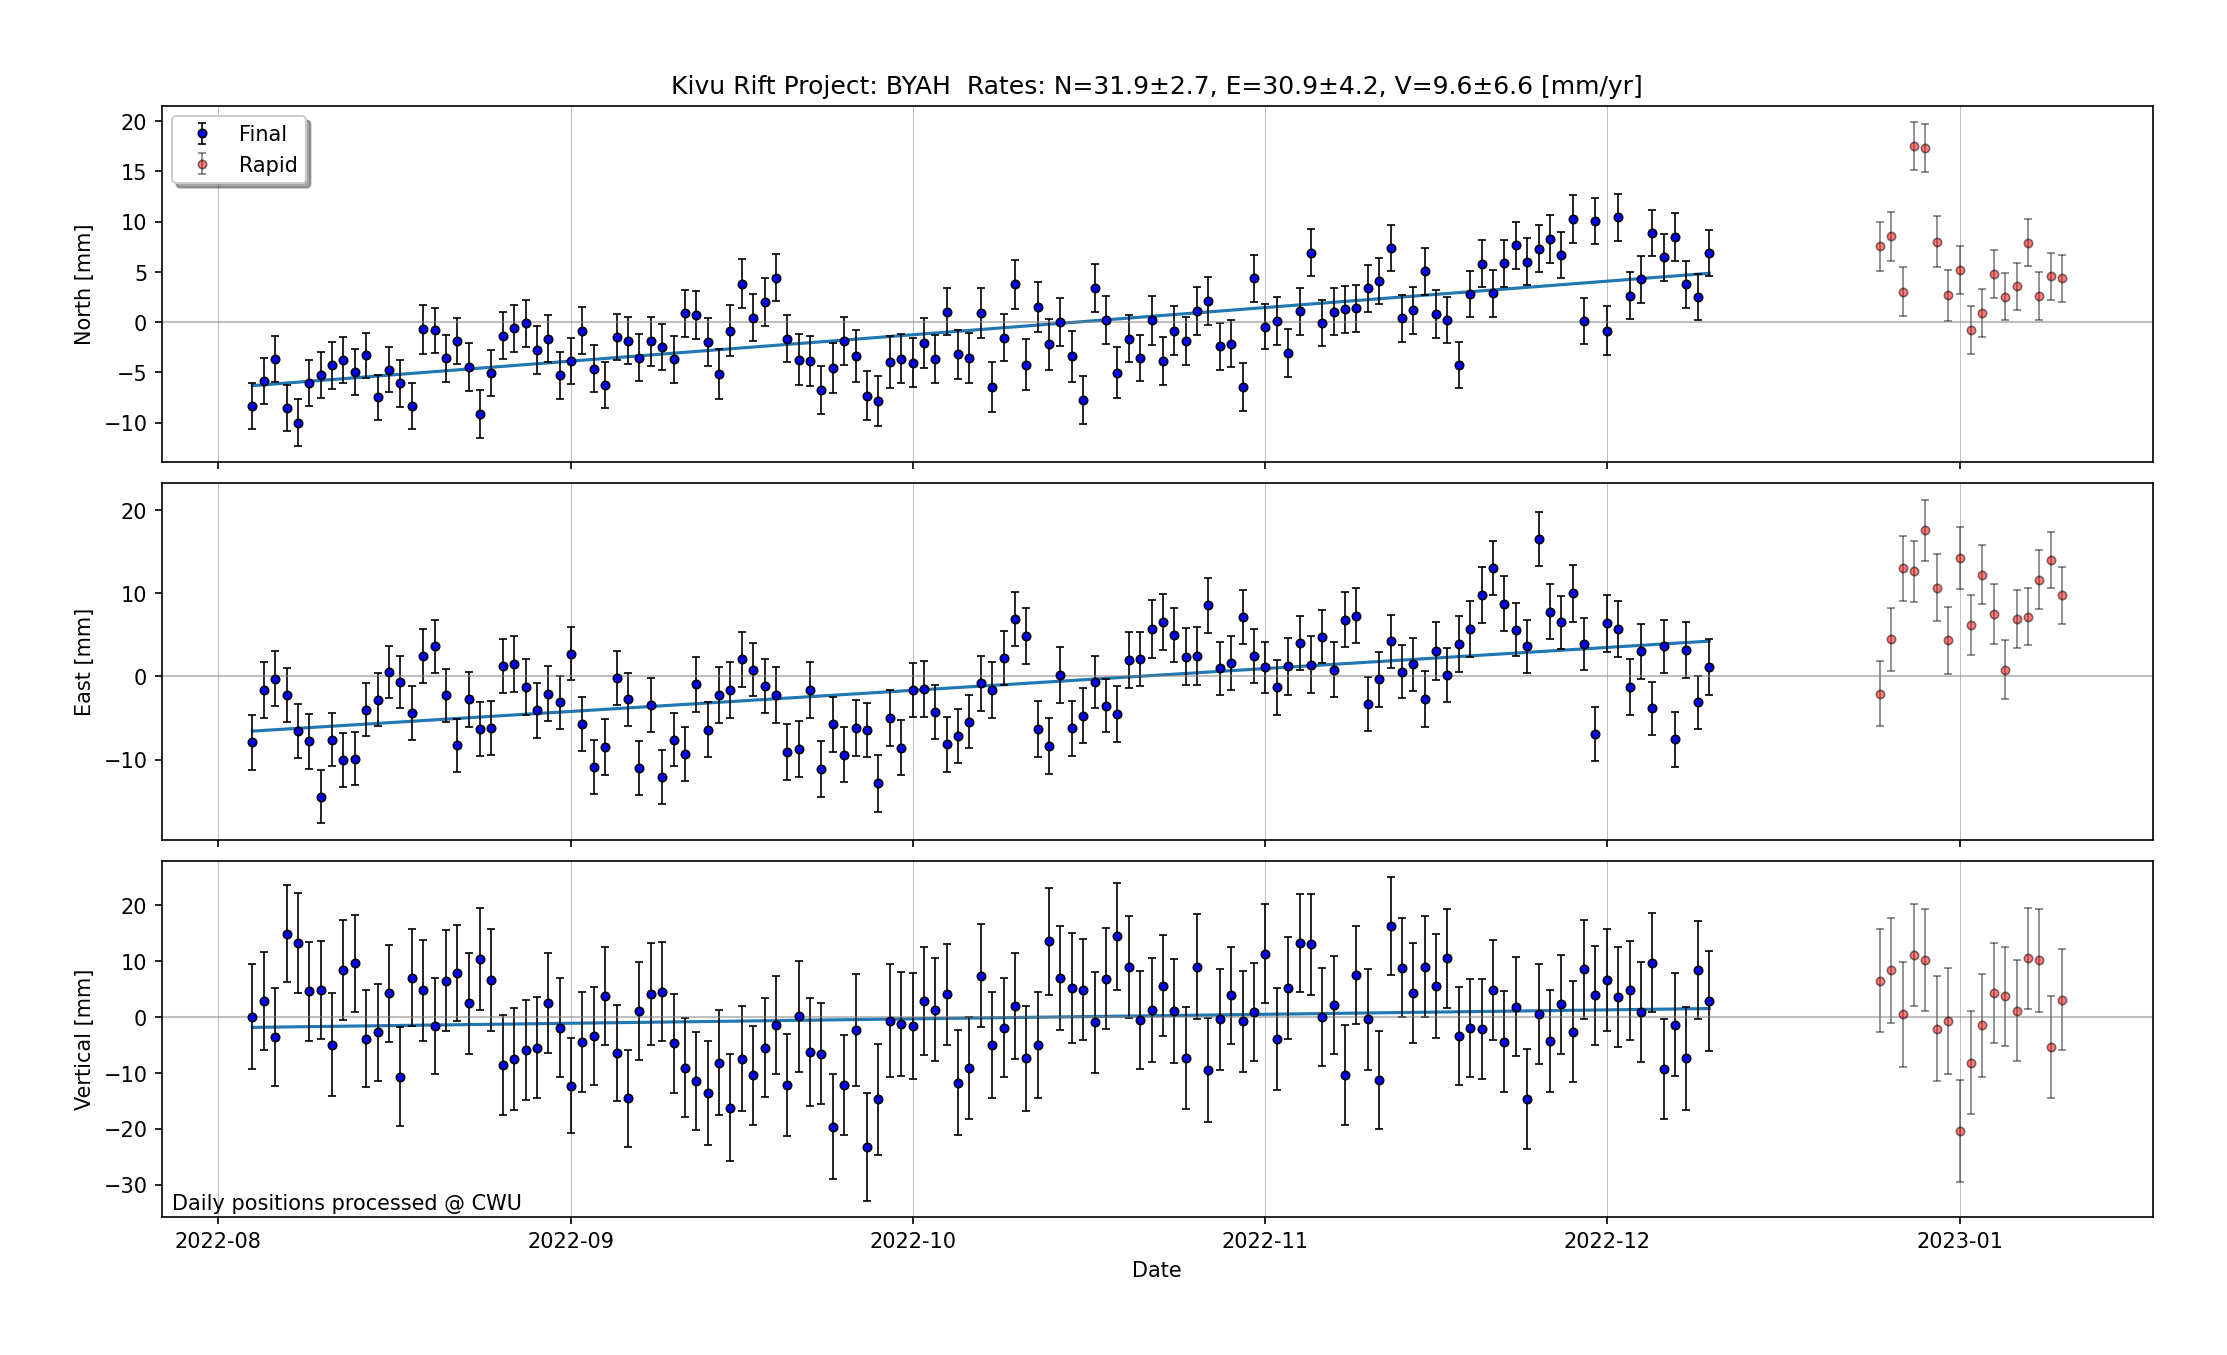 Kivu Rift Project: BYAH  Rates: N=31.9±2.7, E=30.9±4.2, V=9.6±6.6 [mm/yr]
Final
Rapid
North [mm]
20
15
10
5
0
−5
−10
East [mm]
20
10
0
−10
Vertical [mm]
20
10
0
−10
−20
−30
Daily positions processed @ CWU
2022-08 2022-09 2022-10 2022-11 2022-12 2023-01
Date